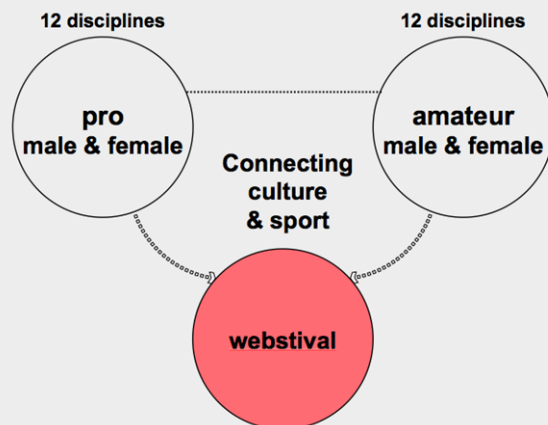 12 disciplines
12 disciplines
pro
male & female
amateur
male & female
Connecting
culture
& sport
webstival